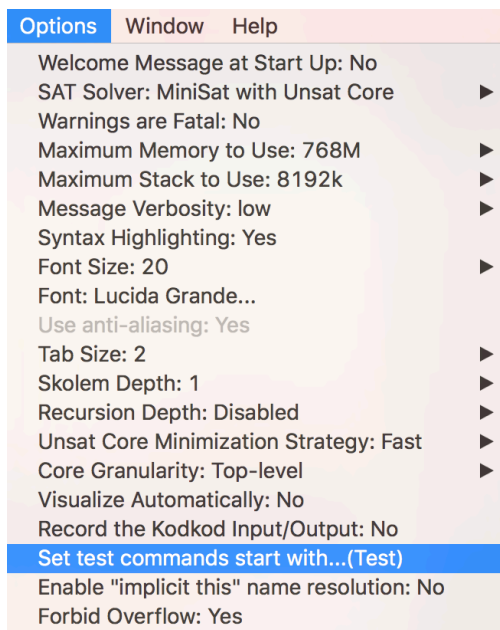 Options Window Help
Welcome Message at Start Up: No
SAT Solver: MiniSat with Unsat Core
Warnings are Fatal: No
Maximum Memory to Use: 768M
Maximum Stack to Use: 8192k
Message Verbosity: low
Syntax Highlighting: Yes
Font Size: 20
Font: Lucida Grande...
Use anti-aliasing: Yes
Tab Size: 2
Skolem Depth: 1
Recursion Depth: Disabled
Unsat Core Minimization Strategy: Fast
Core Granularity: Top-level
Visualize Automatically: No
Record the Kodkod Input/Output: No
Set test commands start with...(Test)
Enable "implicit this" name resolution: No
Forbid Overflow: Yes